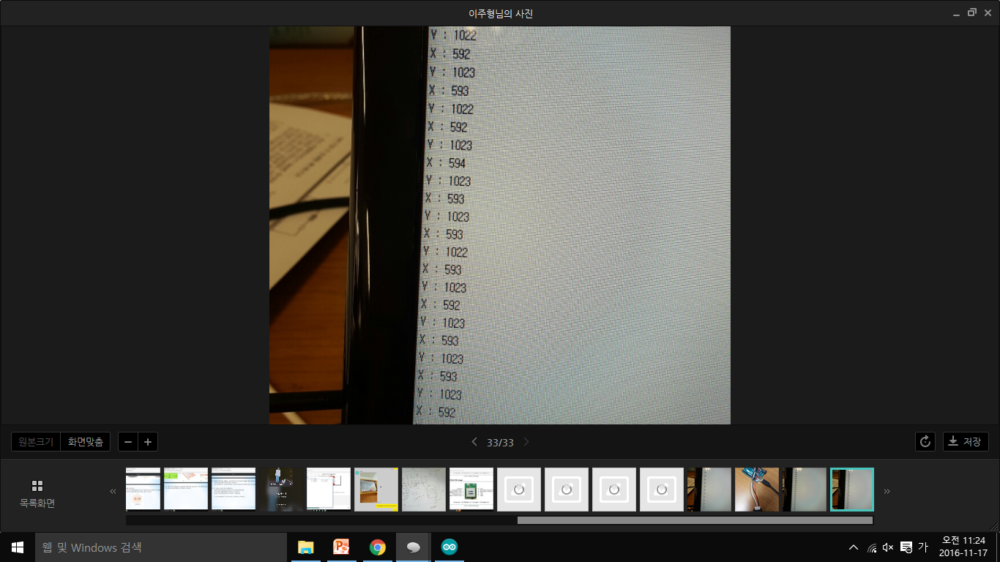 이주형님의 사진
Y : 1022
X : 592
Y : 1023
X : 593
Y : 1022
X : 592
Y : 1023
X : 594
Y : 1023
X : 593
Y : 1023
X : 593
Y : 1022
X : 593
Y : 1023
X : 592
Y : 1023
X : 593
Y : 1023
X : 593
Y : 1023
X : 592
원본크기 화면맞춤 33/33 저장
목록화면
웹 및 Windows 검색
가 오전 11:24
2016-11-17